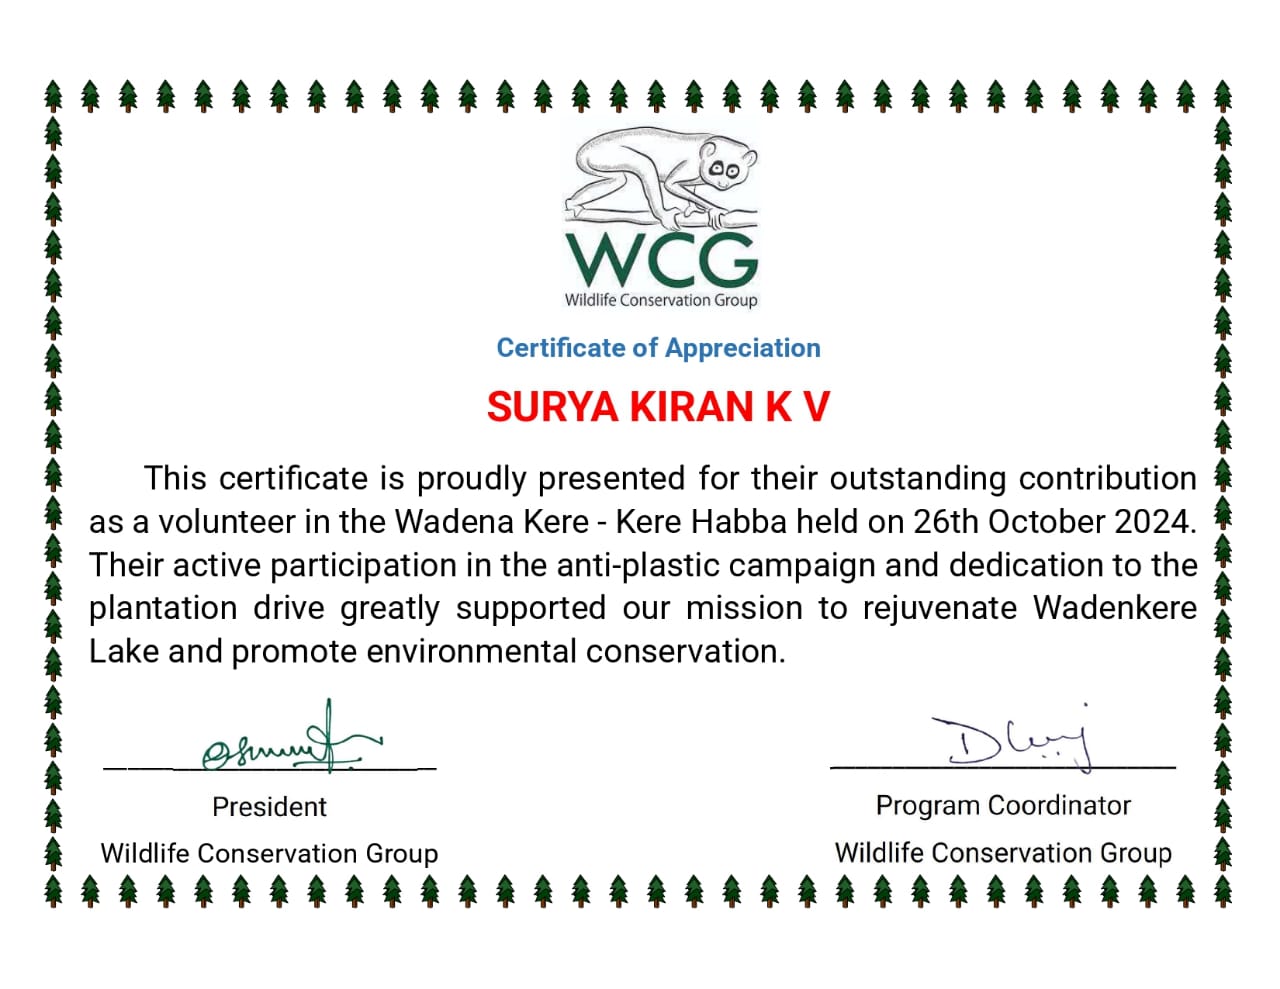 WCG
Wildlife Conservation Group
Certificate of Appreciation
SURYA KIRAN K V
This certificate is proudly presented for their outstanding contribution
as a volunteer in the Wadena Kere - Kere Habba held on 26th October 2024.
Their active participation in the anti-plastic campaign and dedication to the
plantation drive greatly supported our mission to rejuvenate Wadenkere
Lake and promote environmental conservation.
President
Wildlife Conservation Group
Program Coordinator
Wildlife Conservation Group